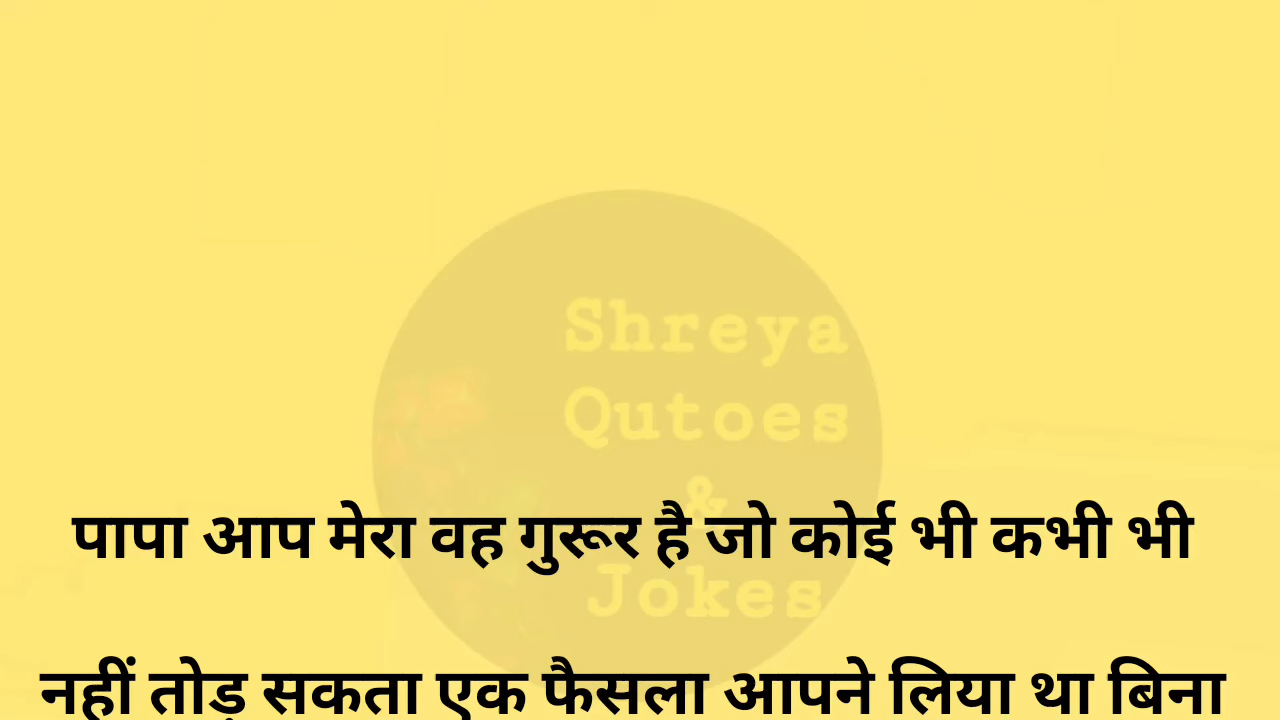 Shreya
Qutoes
&
पापा आप मेरा वह गुरूर है जो कोई भी कभी भी
Jokes
नहीं तोड़ सकता एक फैसला आपने लिया था बिना